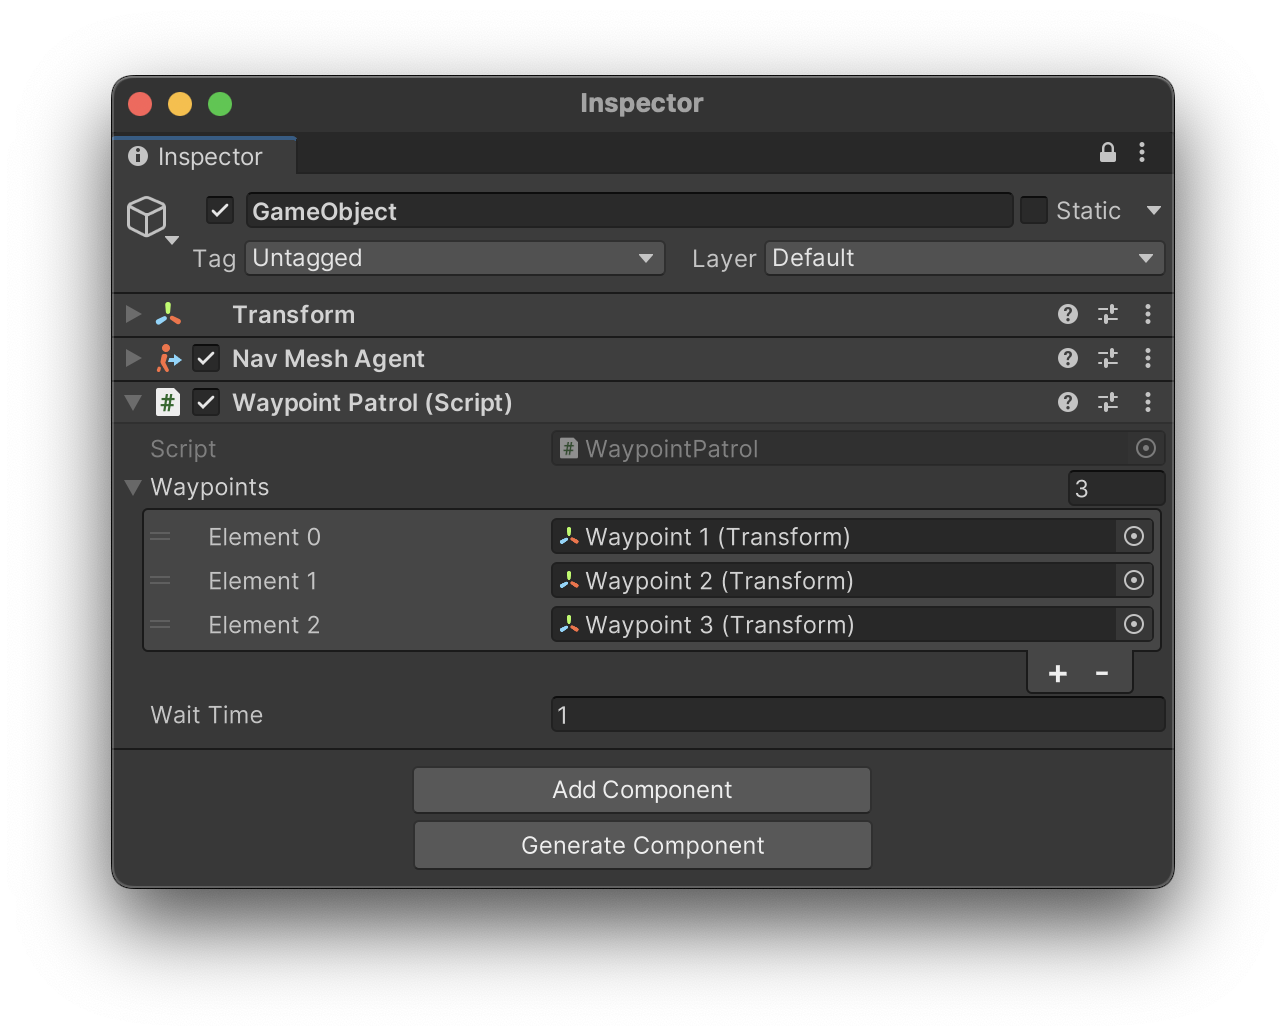 Inspector
Inspector
GameObject Static
Tag Untagged Layer Default
Transform
Nav Mesh Agent
# Waypoint Patrol (Script)
Script # WaypointPatrol
Waypoints 3
Element 0 Waypoint 1 (Transform)
Element 1 Waypoint 2 (Transform)
Element 2 Waypoint 3 (Transform)
+ -
Wait Time 1
Add Component
Generate Component